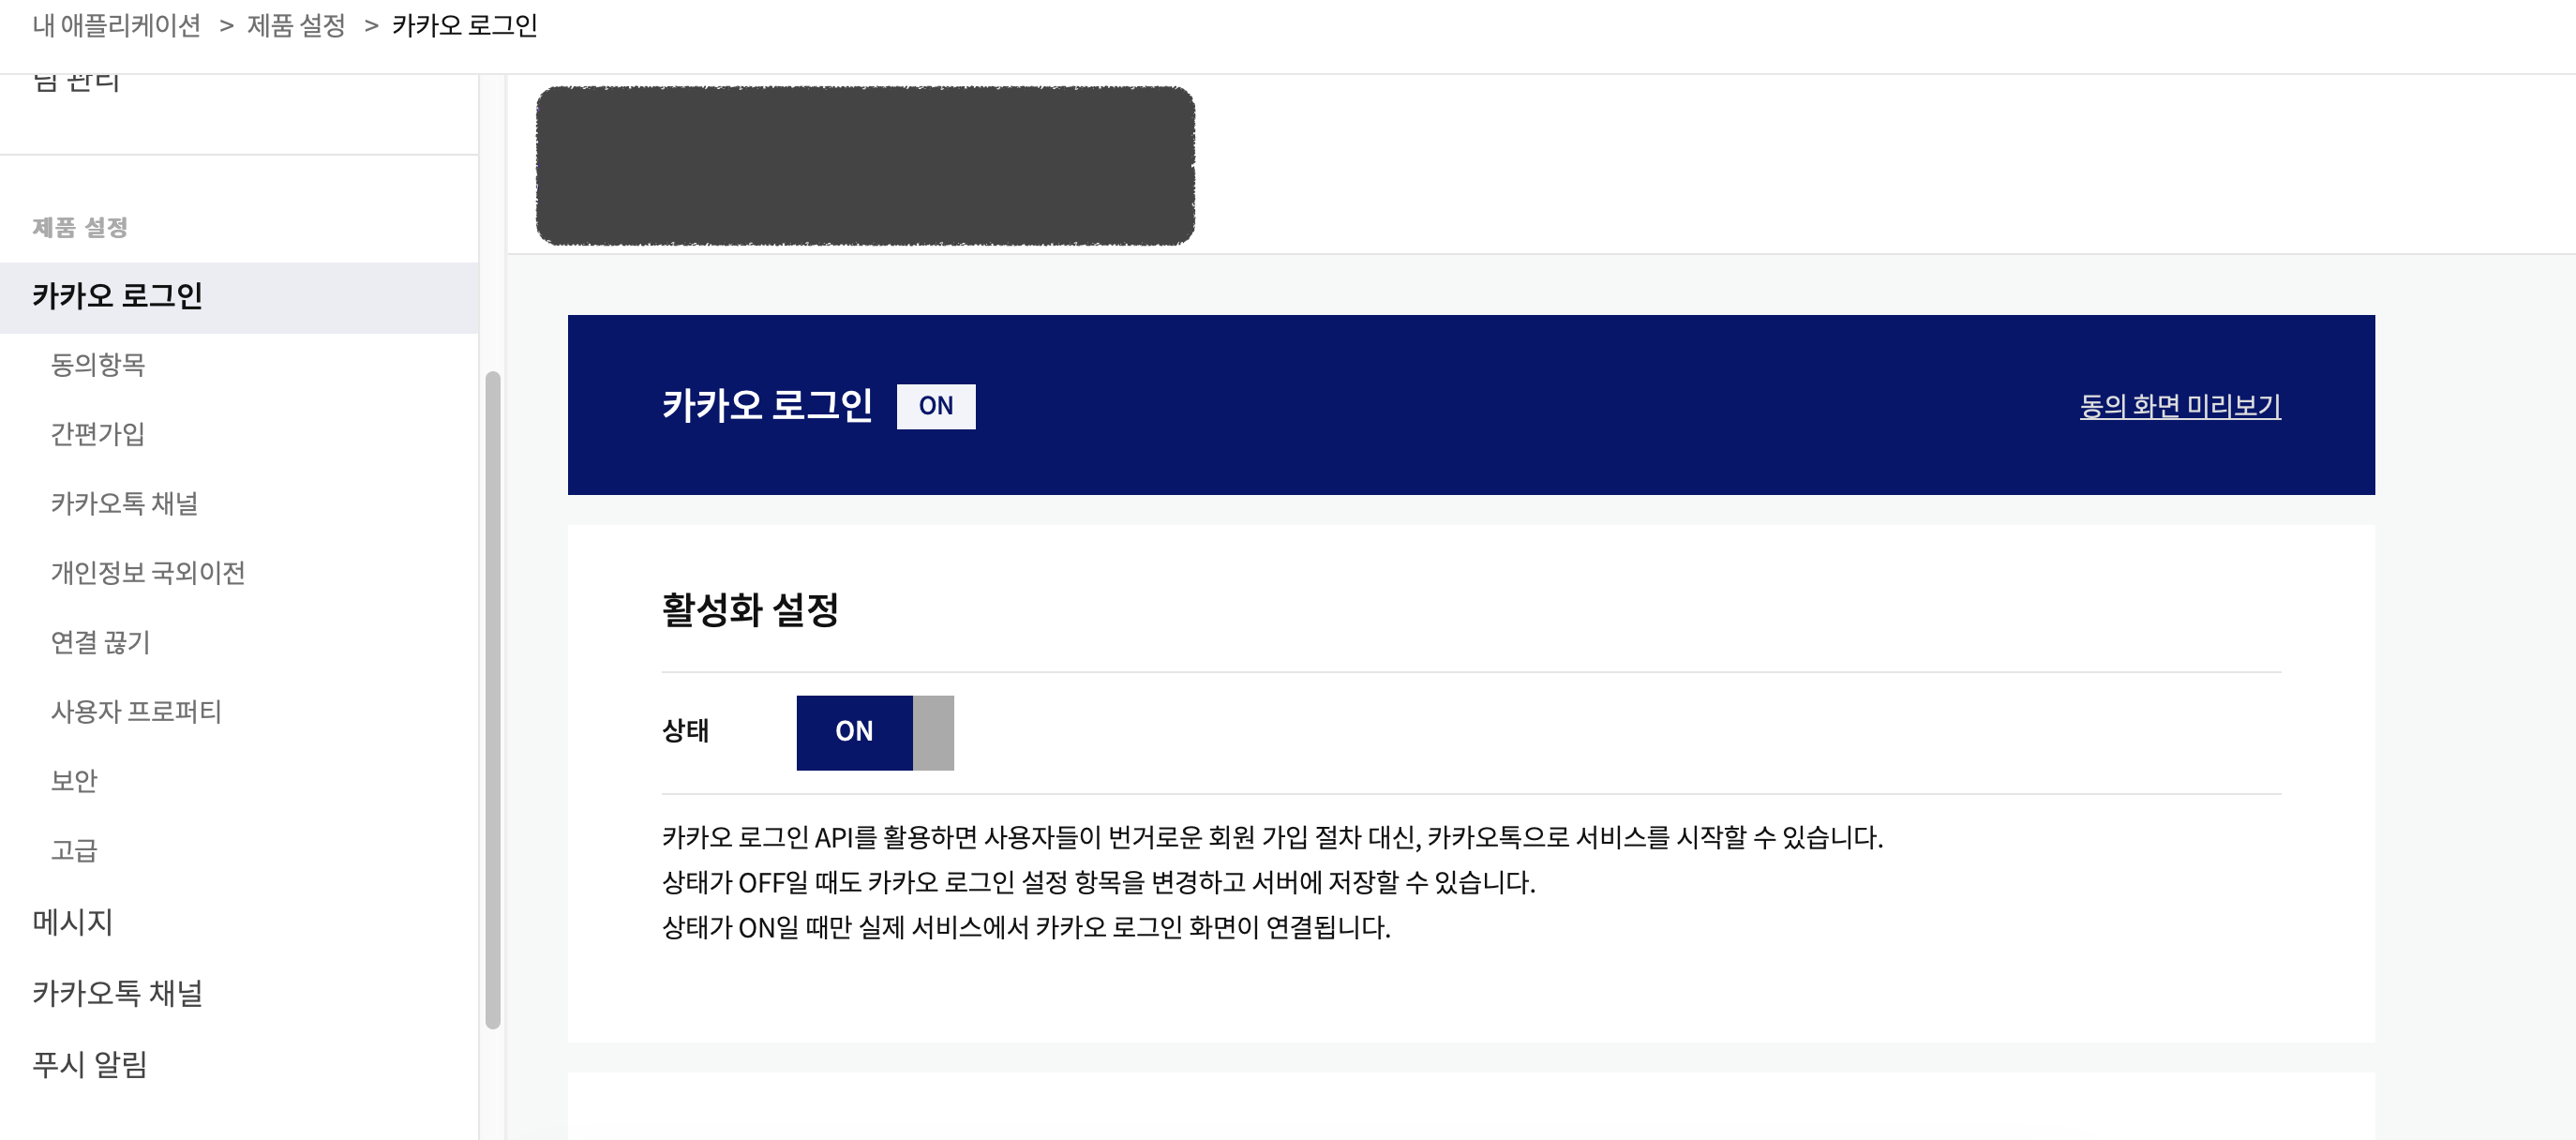 내 애플리케이션 > 제품 설정 > 카카오 로그인
팀 관리
제품 설정
카카오 로그인
동의항목
간편가입
카카오톡 채널
개인정보 국외이전
연결 끊기
사용자 프로퍼티
보안
고급
메시지
카카오톡 채널
푸시 알림
카카오 로그인 ON
동의 화면 미리보기
활성화 설정
상태 ON
카카오 로그인 API를 활용하면 사용자들이 번거로운 회원 가입 절차 대신, 카카오톡으로 서비스를 시작할 수 있습니다.
상태가 OFF일 때도 카카오 로그인 설정 항목을 변경하고 서버에 저장할 수 있습니다.
상태가 ON일 때만 실제 서비스에서 카카오 로그인 화면이 연결됩니다.